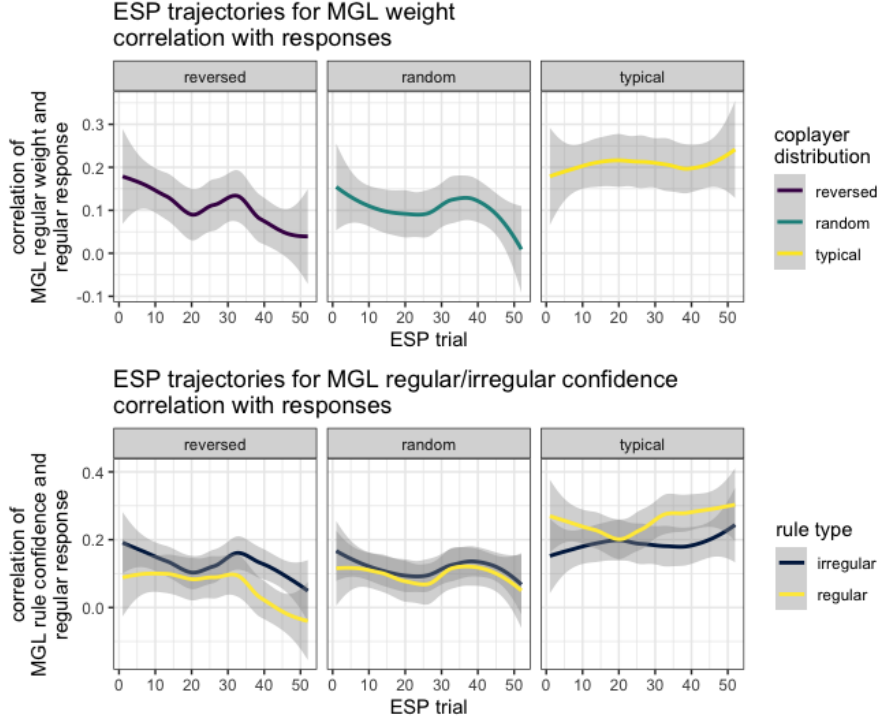 ESP trajectories for MGL weight
correlation with responses
reversed
random
typical
correlation of
MGL regular weight and
regular response
0.3
0.2
0.1
0.0
-0.1
0 10 20 30 40 50
0 10 20 30 40 50
0 10 20 30 40 50
ESP trial
coplayer
distribution
reversed
random
typical
ESP trajectories for MGL regular/irregular confidence
correlation with responses
reversed
random
typical
correlation of
MGL rule confidence and
regular response
0.4
0.2
0.0
0 10 20 30 40 50
0 10 20 30 40 50
0 10 20 30 40 50
ESP trial
rule type
irregular
regular